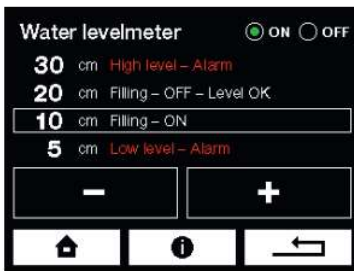 Water levelmeter ON OFF
30 cm High level – Alarm
20 cm Filling – OFF – Level OK
10 cm Filling – ON
5 cm Low level – Alarm
− +
i